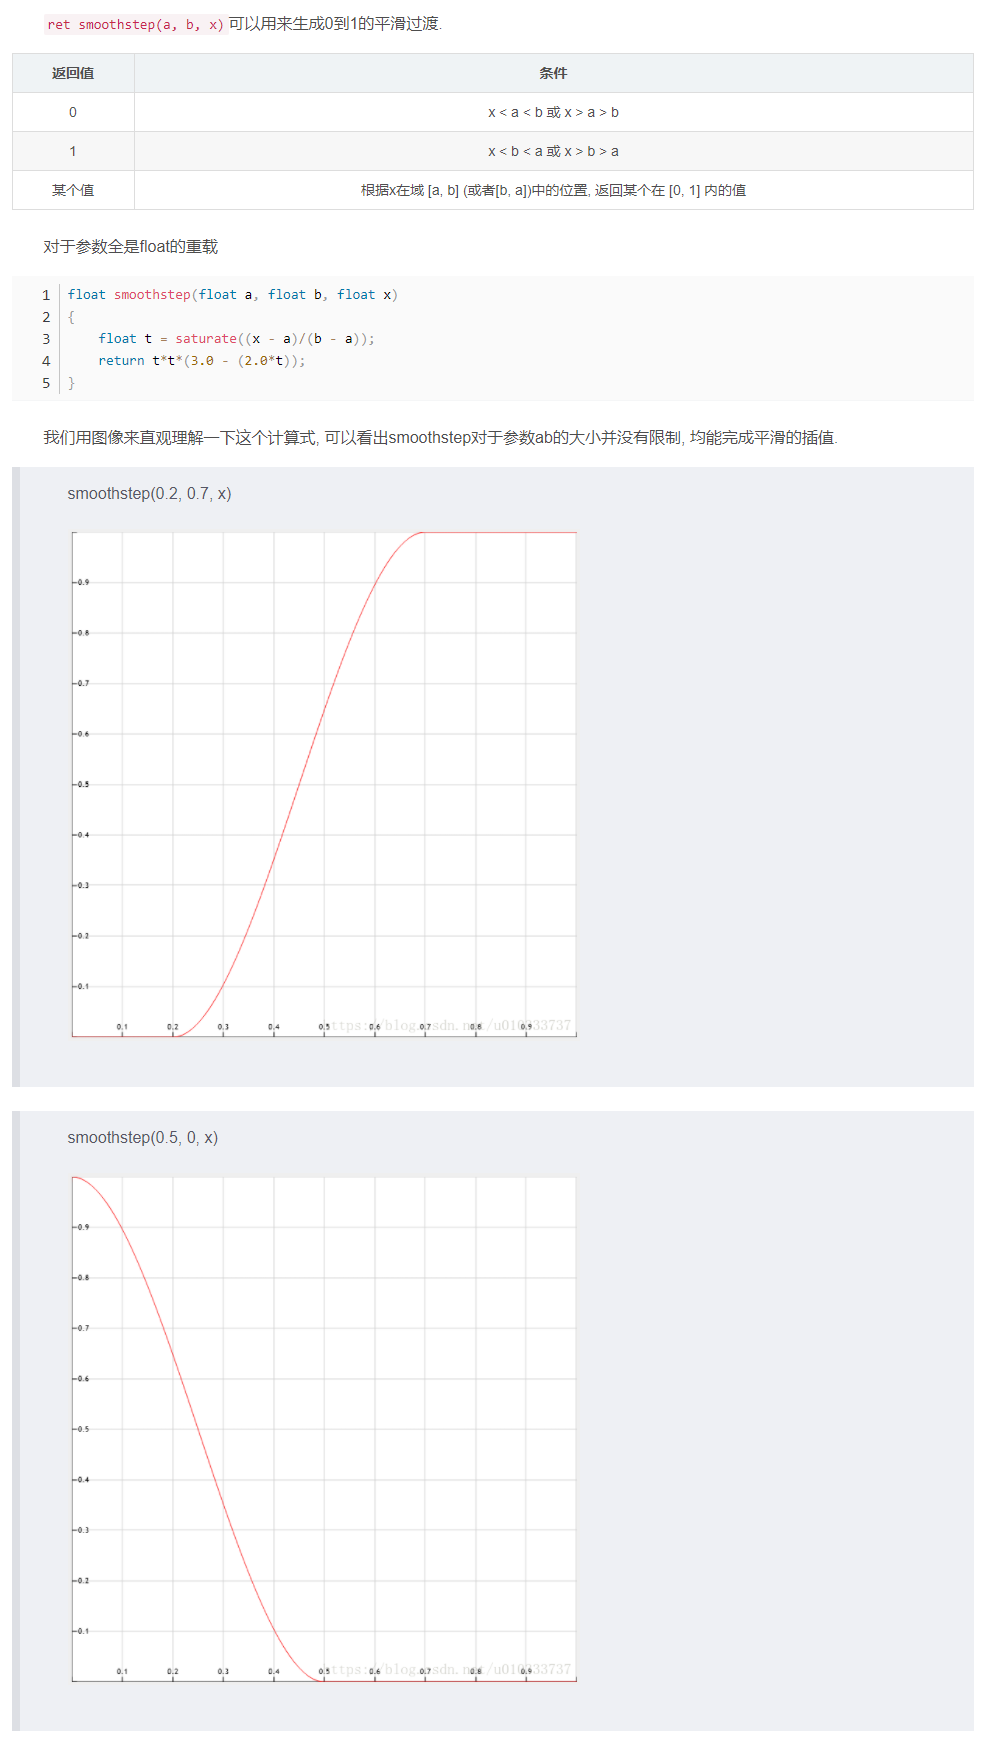 ret smoothstep(a, b, x)可以用来生成0到1的平滑过渡.
返回值 条件
0 x < a < b 或 x > a > b
1 x < b < a 或 x > b > a
某个值 根据x在域 [a, b] (或者[b, a])中的位置, 返回某个在 [0, 1] 内的值
对于参数全是float的重载
1 float smoothstep(float a, float b, float x)
2 {
3 float t = saturate((x - a)/(b - a));
4 return t*t*(3.0 - (2.0*t));
5 }
我们用图像来直观理解一下这个计算式, 可以看出smoothstep对于参数ab的大小并没有限制, 均能完成平滑的插值.
smoothstep(0.2, 0.7, x)
0.9
0.8
0.7
0.6
0.5
0.4
0.3
0.2
0.1
0.1 0.2 0.3 0.4 0.5 0.6 0.7 0.8 0.9
smoothstep(0.5, 0, x)
0.9
0.8
0.7
0.6
0.5
0.4
0.3
0.2
0.1
0.1 0.2 0.3 0.4 0.5 0.6 0.7 0.8 0.9